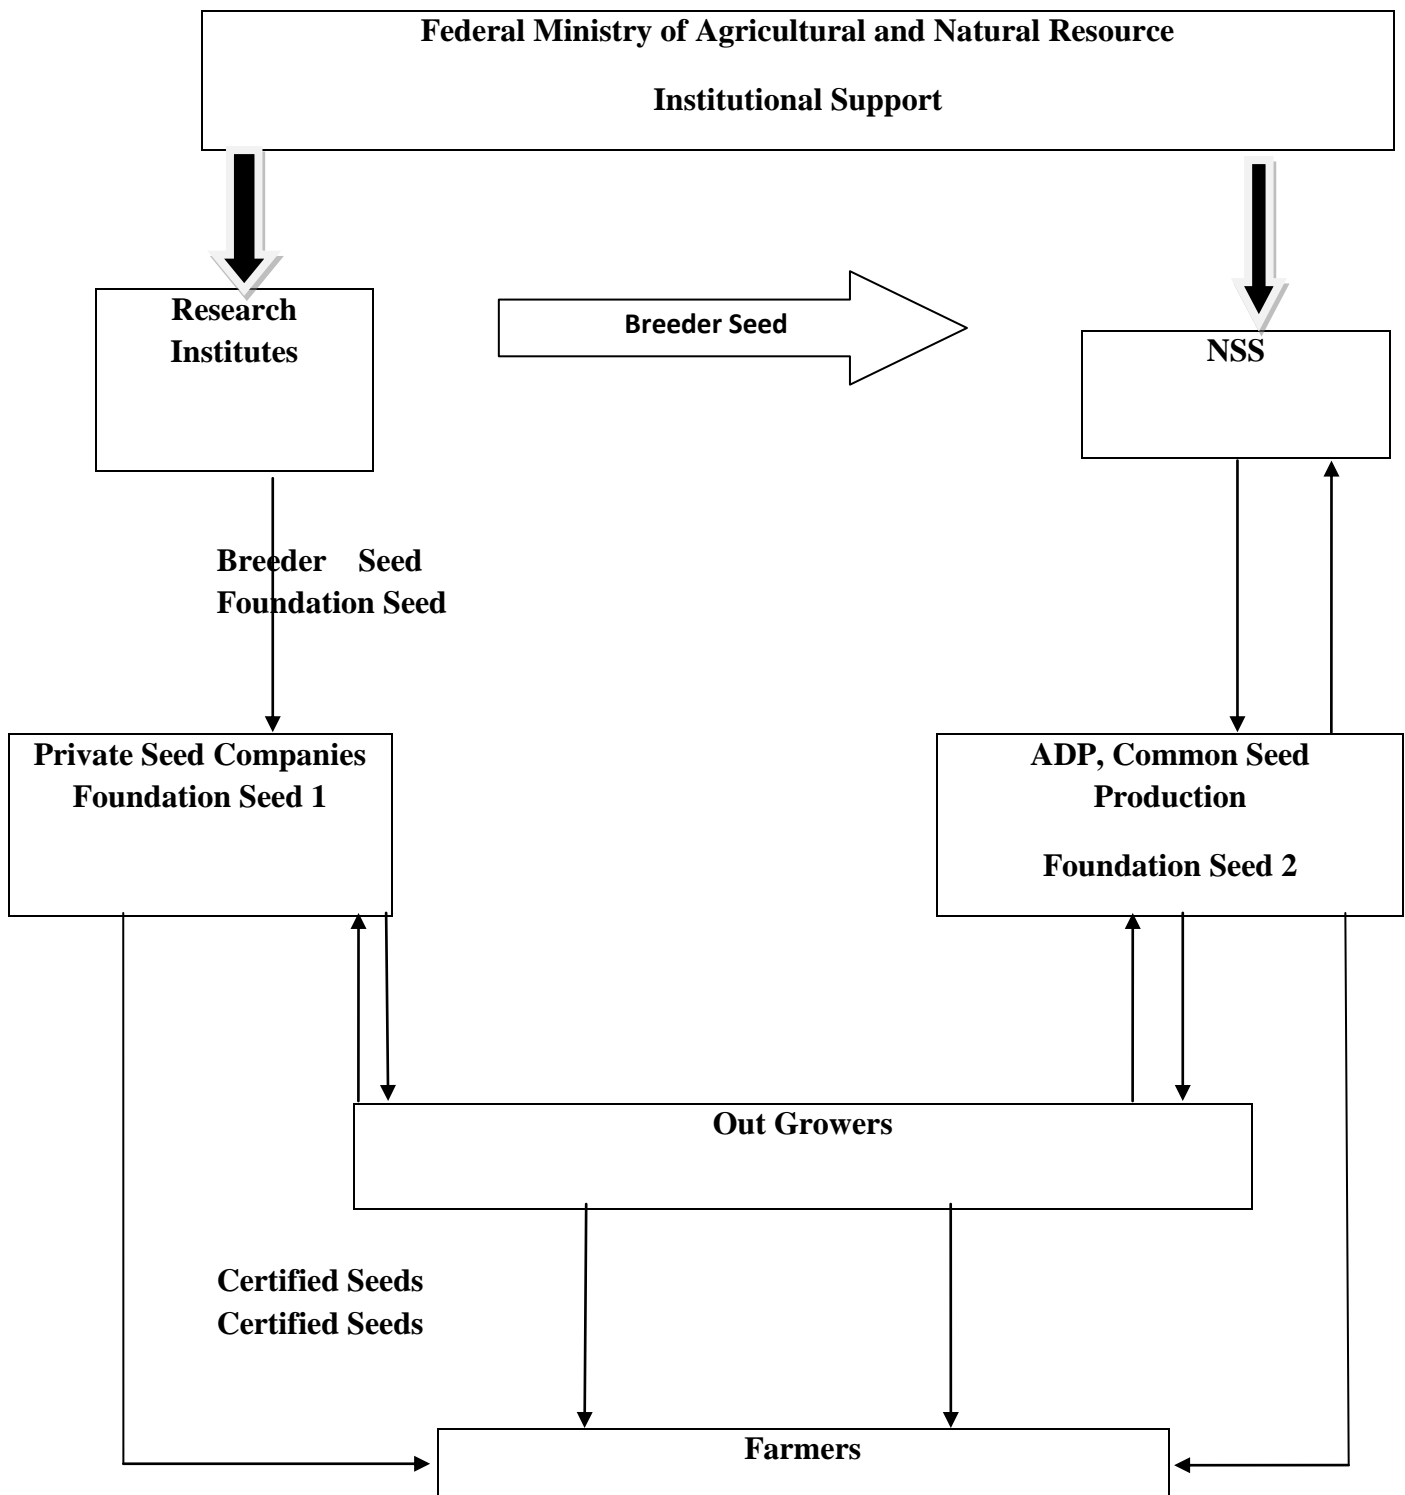 Federal Ministry of Agricultural and Natural Resource
Institutional Support
Research
Institutes
Breeder Seed
NSS
Breeder Seed
Foundation Seed
Private Seed Companies
Foundation Seed 1
ADP, Common Seed
Production
Foundation Seed 2
Out Growers
Certified Seeds
Certified Seeds
Farmers